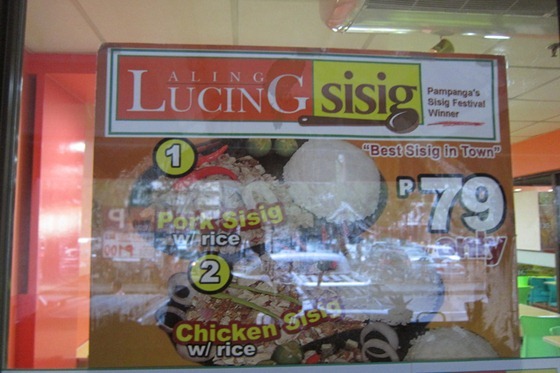 ALING
LUCING sisig
Pampanga's
Sisig Festival
Winner
"Best Sisig in Town"
1
Pork Sisig
w/ rice
P79
only
2
Chicken Sisig
w/ rice